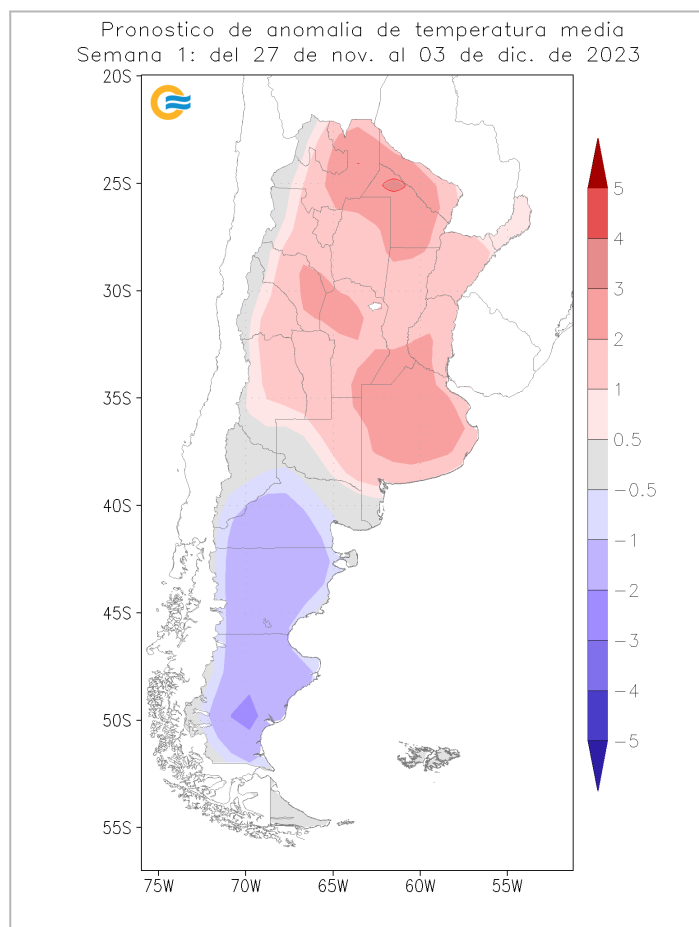 Pronostico de anomalia de temperatura media
Semana 1: del 27 de nov. al 03 de dic. de 2023
20S
25S
30S
35S
40S
45S
50S
55S
75W
70W
65W
60W
55W
5
4
3
2
1
0.5
-0.5
-1
-2
-3
-4
-5